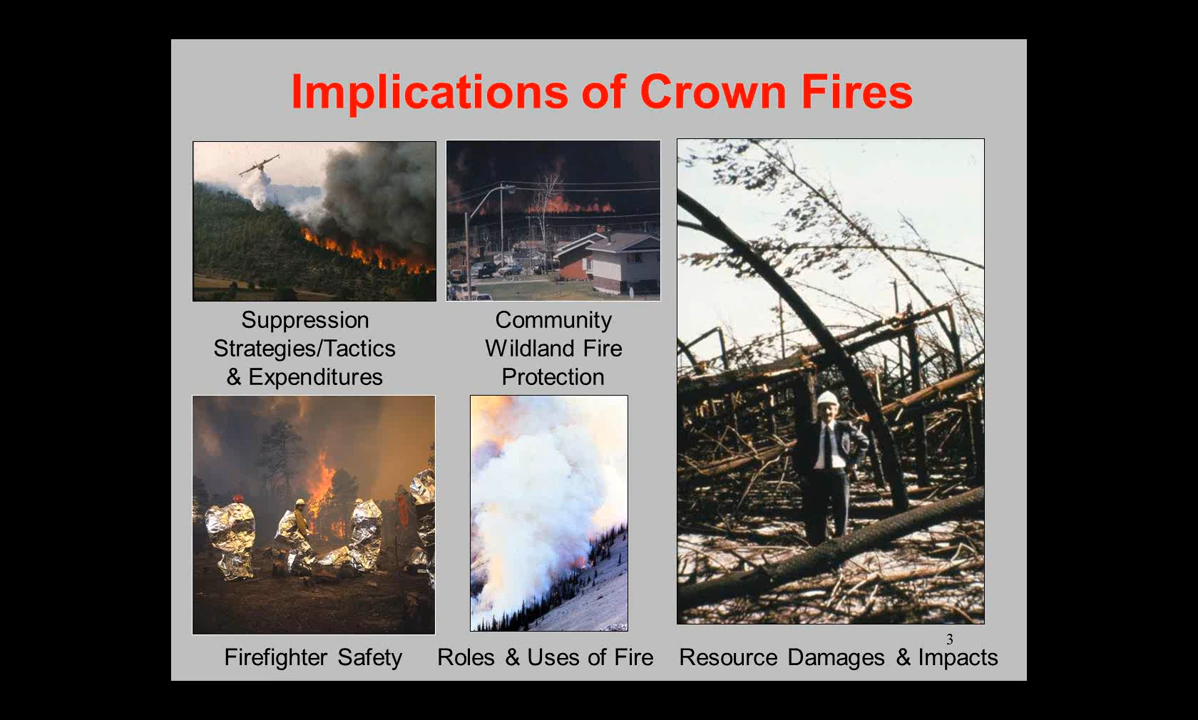 Implications of Crown Fires
Suppression
Strategies/Tactics
& Expenditures
Community
Wildland Fire
Protection
Firefighter Safety
Roles & Uses of Fire
3
Resource Damages & Impacts